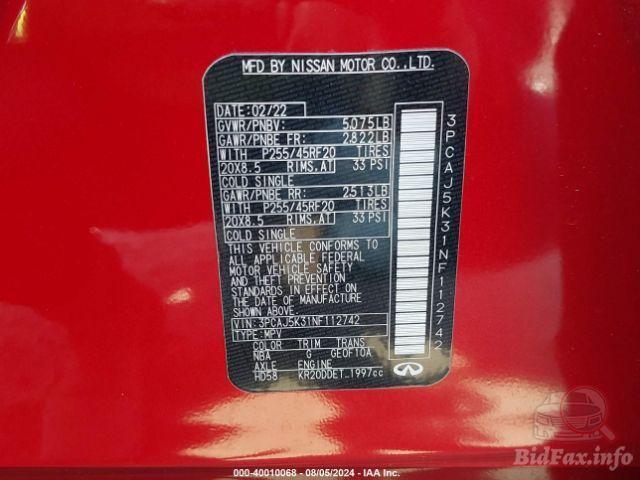 MFD BY NISSAN MOTOR CO.,LTD.
DATE: 02/22
GVWR/PNBV: 5,075LB
GAWR/PNBE FR: 2822LB
WITH P255/45RF20 TIRES
20X8.5 RIMS.AT 33 PSI
COLD SINGLE
GAWR/PNBE RR: 2513LB
WITH P255/45RF20 TIRES
20X8.5 RIMS.AT 33 PSI
COLD SINGLE
THIS VEHICLE CONFORMS TO
ALL APPLICABLE FEDERAL
MOTOR VEHICLE SAFETY
AND THEFT PREVENTION
STANDARDS IN EFFECT ON
THE DATE OF MANUFACTURE
SHOWN ABOVE.
VIN: 3PCAJ5K31NF112742
TYPE: MPV
COLOR TRIM TRANS
NBA G GE0F10A
AXLE ENGINE
HD58 KR20DDET 1997cc
3PCAJ5K31NF112742
BidFax.info
000-40010068 - 08/05/2024 - IAA Inc.